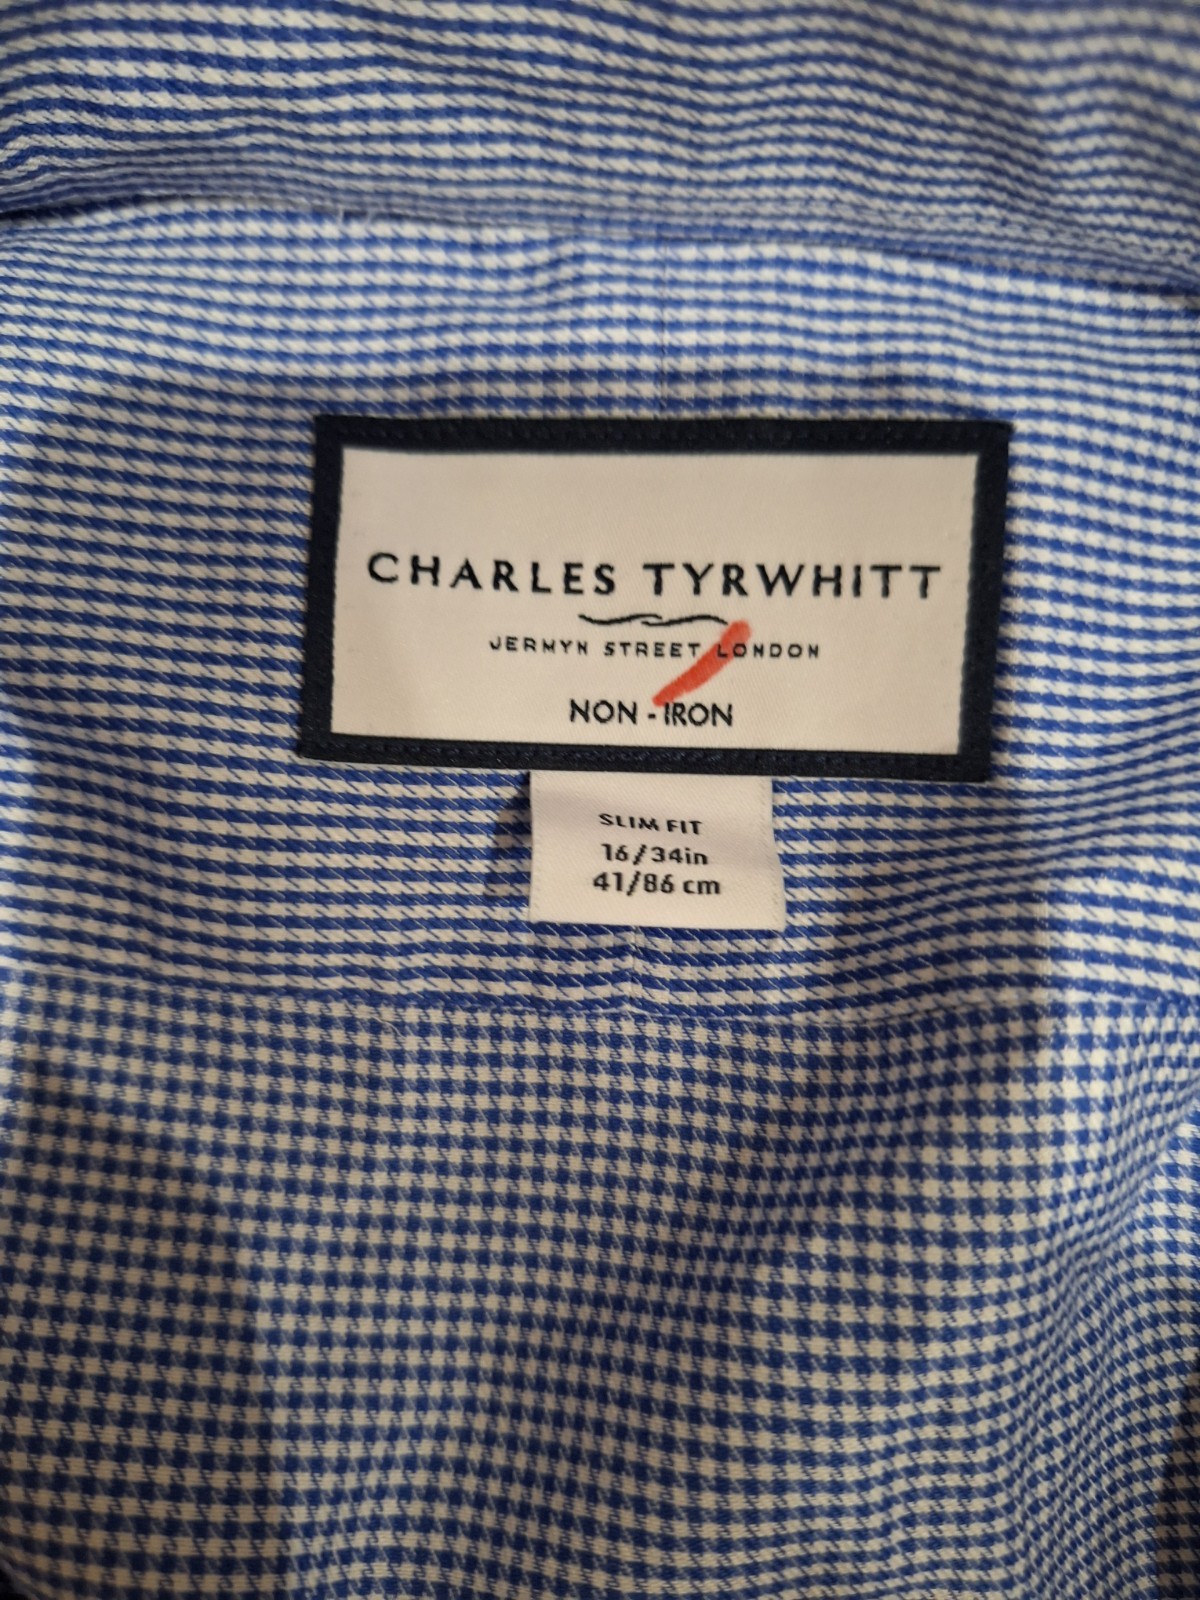 CHARLES TYRWHITT
JERMYN STREET LONDON
NON-IRON
SLIM FIT
16/34in
41/86 cm